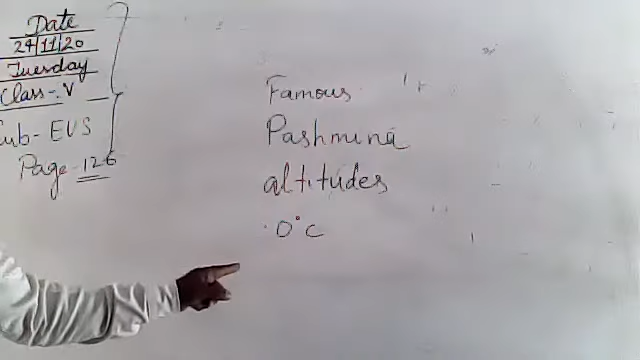 Date
24/11/20
Tuesday
Class-:V
Sub- EVS
Page-126
Famous
Pashmina
altitudes
0°C